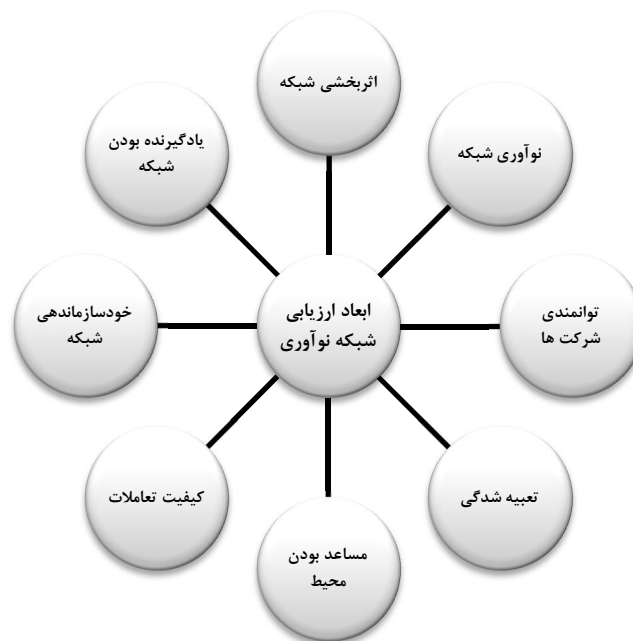 اثربخشی شبکه
نوآوری شبکه
توانمندی
شرکت ها
تعبیه شدگی
مساعد بودن
محیط
کیفیت تعاملات
خودسازماندهی
شبکه
یادگیرنده بودن
شبکه
ابعاد ارزیابی
شبکه نوآوری